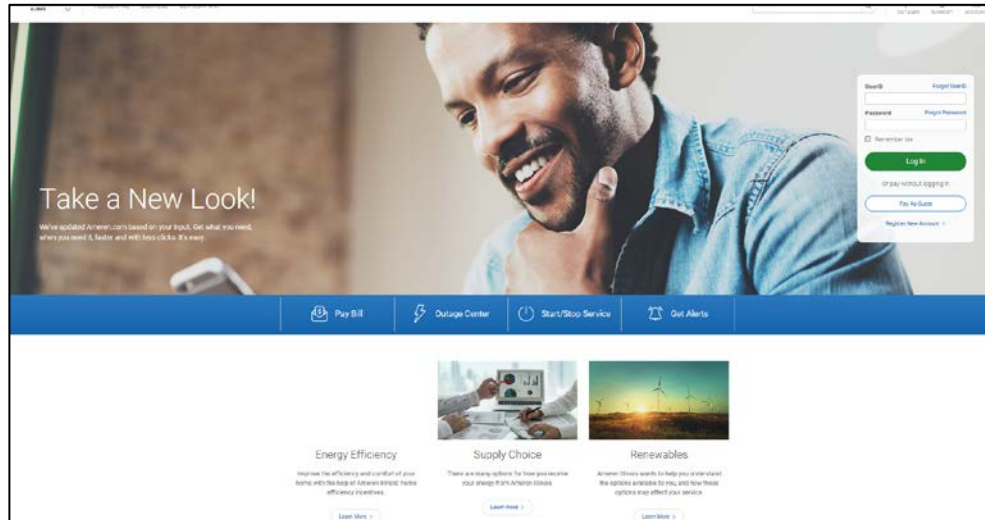 UserID Forgot UserID
Password Forgot Password
Remember Me
Log In
Or pay without logging in
Pay As Guest
Register New Account >
Take a New Look!
We've updated Ameren.com based on your input. Get what you need,
when you need it, faster and with less clicks. It's easy.
Pay Bill Outage Center Start/Stop Service Get Alerts
Energy Efficiency
Improve the efficiency and comfort of your
home with the help of Ameren Illinois' home
efficiency incentives.
Learn More >
Supply Choice
There are many options for how you receive
your energy from Ameren Illinois.
Learn more >
Renewables
Ameren Illinois wants to help you understand
the options available to you, and how those
options may affect your service.
Learn More >